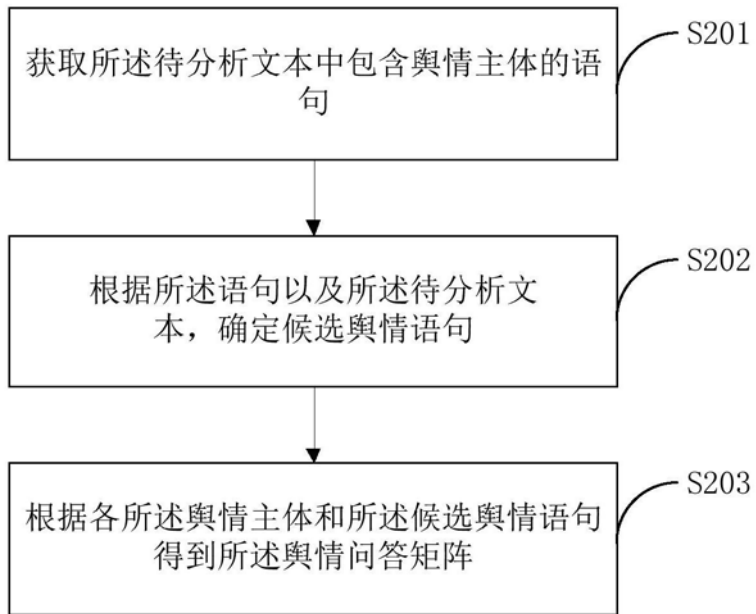 获取所述待分析文本中包含舆情主体的语
句
S201
根据所述语句以及所述待分析文
本，确定候选舆情语句
S202
根据各所述舆情主体和所述候选舆情语句
得到所述舆情问答矩阵
S203